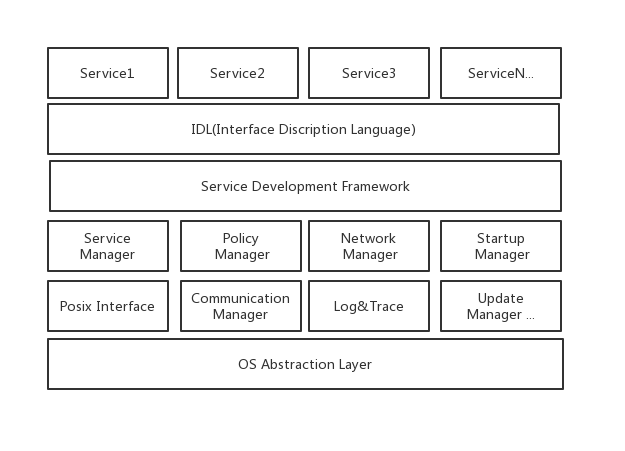 Service1
Service2
Service3
ServiceN...
IDL(Interface Discription Language)
Service Development Framework
Service
Manager
Policy
Manager
Network
Manager
Startup
Manager
Posix Interface
Communication
Manager
Log&Trace
Update
Manager ...
OS Abstraction Layer